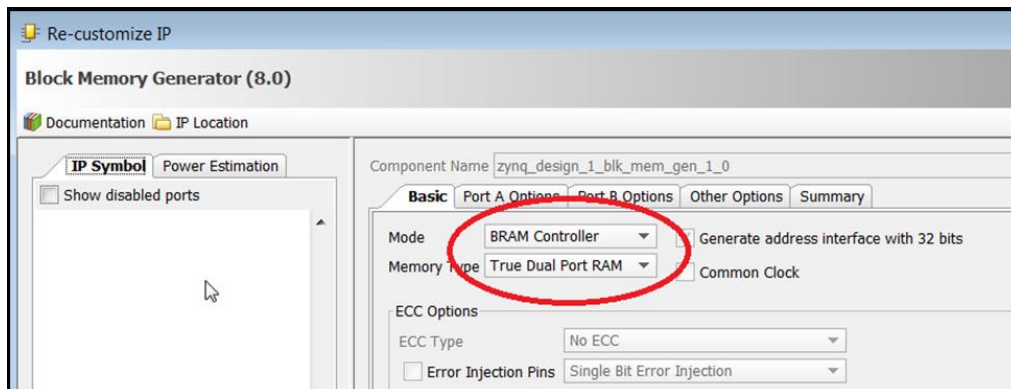 Re-customize IP
Block Memory Generator (8.0)
Documentation IP Location
IP Symbol Power Estimation
Show disabled ports
Component Name zynq_design_1_blk_mem_gen_1_0
Basic Port A Options Port B Options Other Options Summary
Mode BRAM Controller Generate address interface with 32 bits
Memory Type True Dual Port RAM Common Clock
ECC Options
ECC Type No ECC
Error Injection Pins Single Bit Error Injection